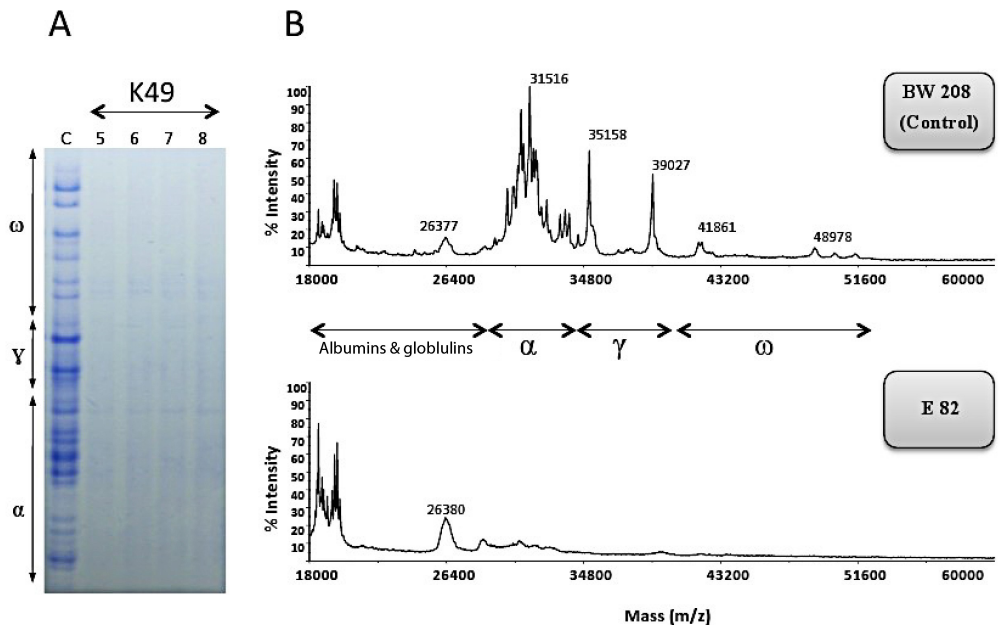 A
K49
C 5 6 7 8
ω
Ɣ
α
B
BW 208
(Control)
% Intensity
100
90
80
70
60
50
40
30
20
10
31516
35158
39027
26377
41861
48978
18000 26400 34800 43200 51600 60000
Albumins & globlulins α γ ω
E 82
% Intensity
100
90
80
70
60
50
40
30
20
10
26380
18000 26400 34800 43200 51600 60000
Mass (m/z)